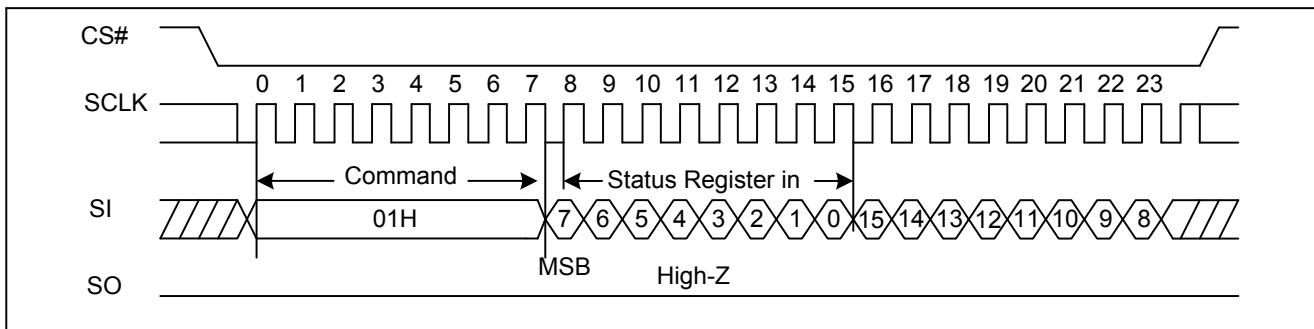 CS#
0 1 2 3 4 5 6 7 8 9 10 11 12 13 14 15 16 17 18 19 20 21 22 23
SCLK
Command Status Register in
SI 01H 7 6 5 4 3 2 1 0 15 14 13 12 11 10 9 8
MSB High-Z
SO